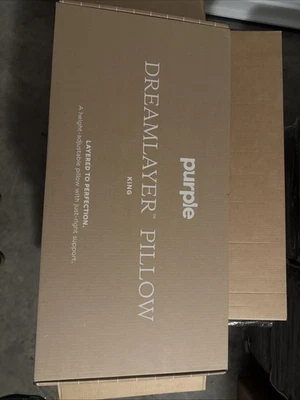 purple
DREAMLAYER™ PILLOW
KING
LAYERED TO PERFECTION.
A height-adjustable pillow with just-right support.